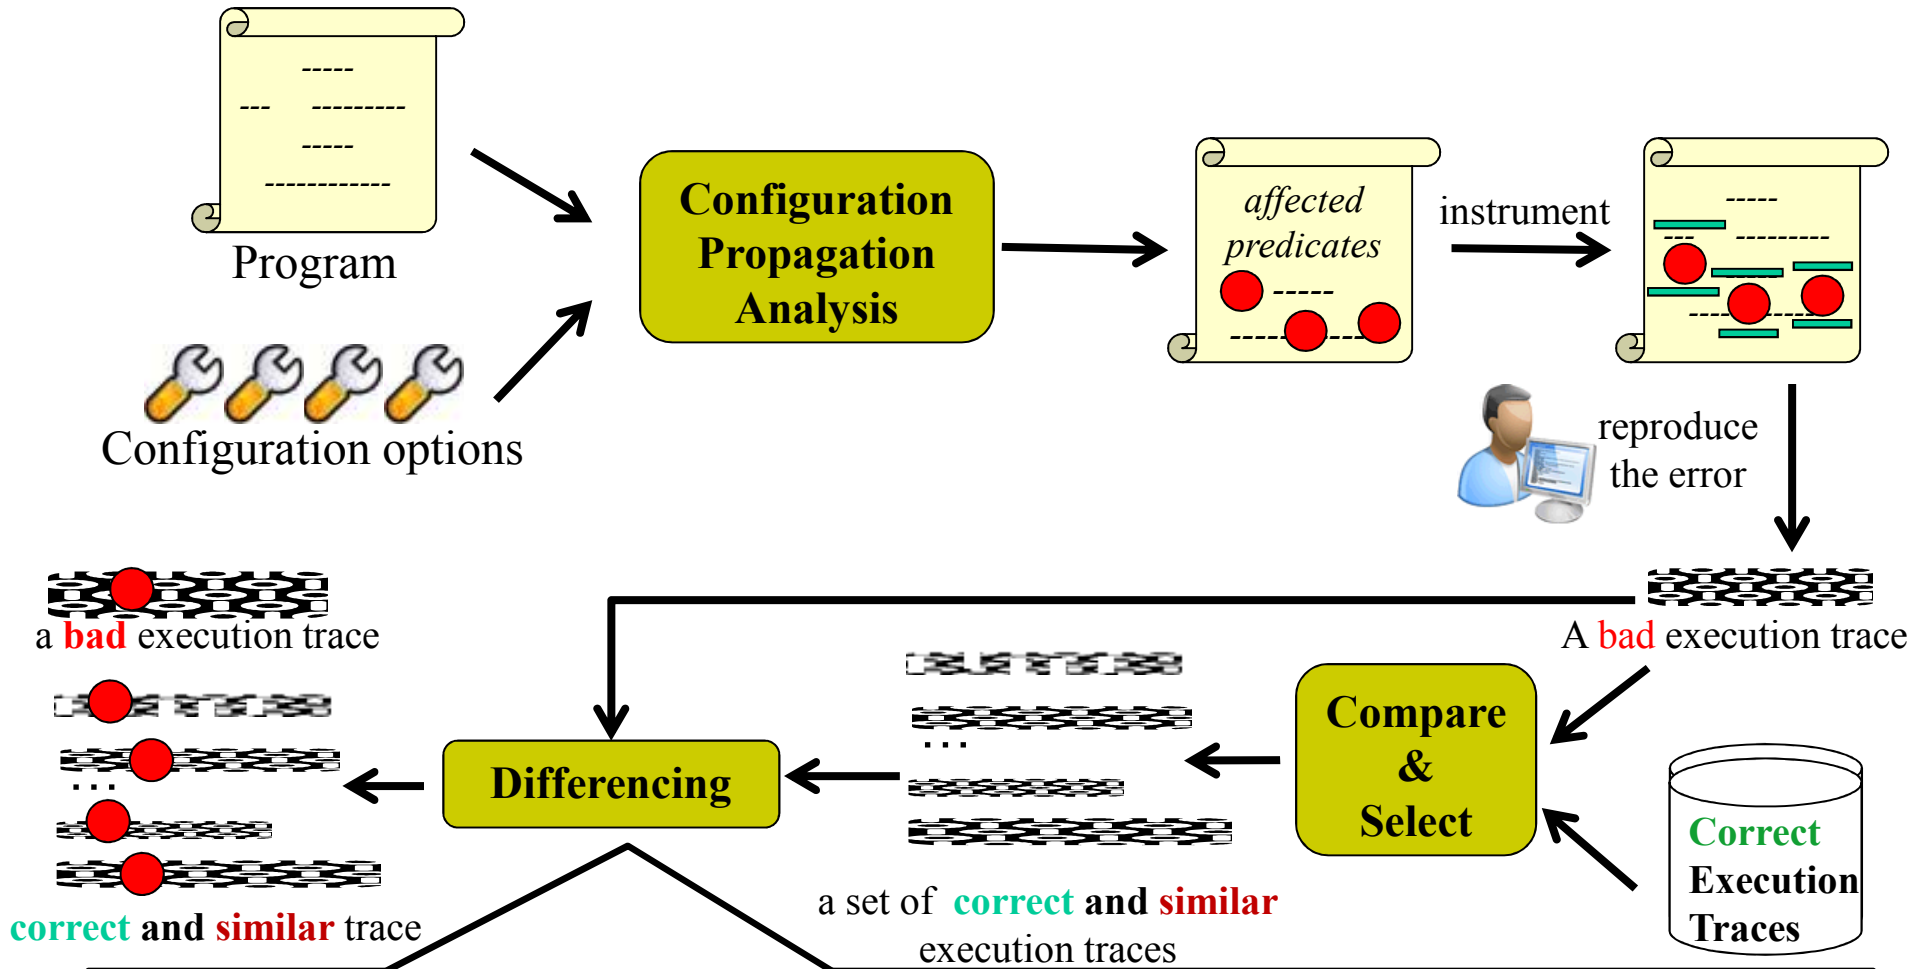 Program
Configuration options
Configuration
Propagation
Analysis
affected
predicates
instrument
reproduce
the error
A bad execution trace
Compare
&
Select
Correct
Execution
Traces
a set of correct and similar
execution traces
...
Differencing
a bad execution trace
...
correct and similar trace